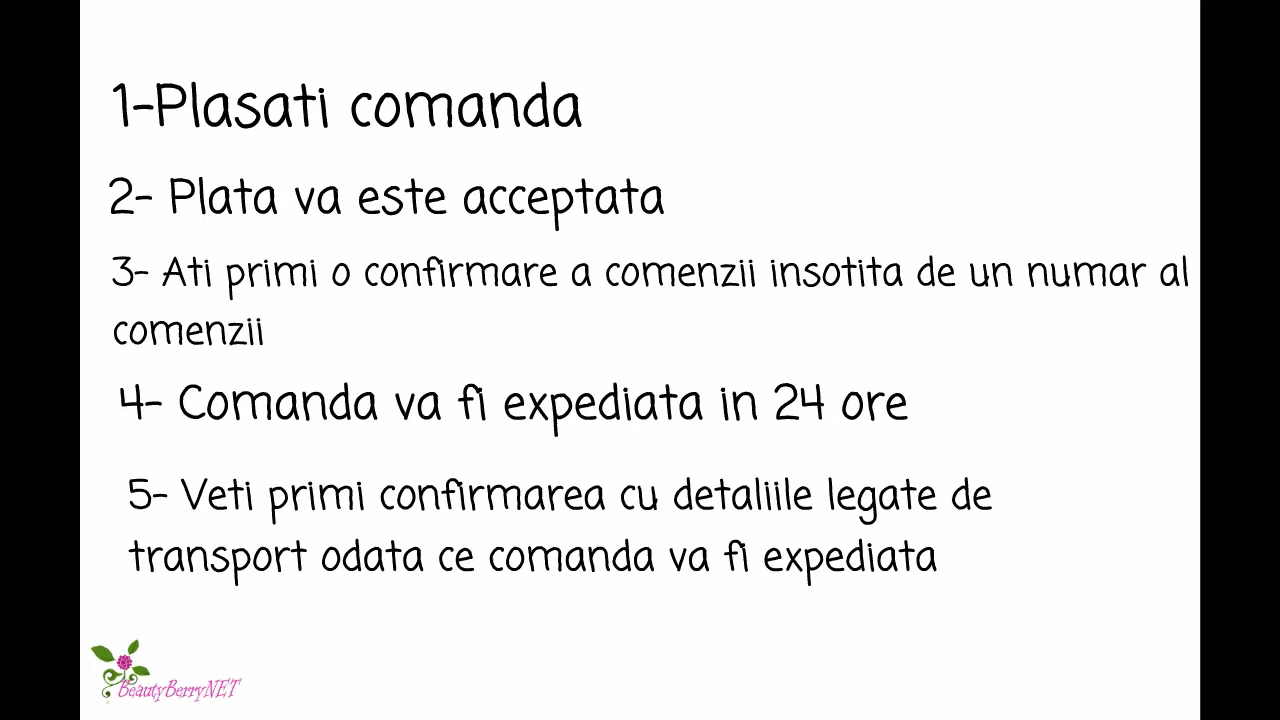 1-Plasati comanda
2- Plata va este acceptata
3- Ati primi o confirmare a comenzii insotita de un numar al
comenzii
4- Comanda va fi expediata in 24 ore
5- Veti primi confirmarea cu detaliile legate de
transport odata ce comanda va fi expediata
BeautyBerryNET